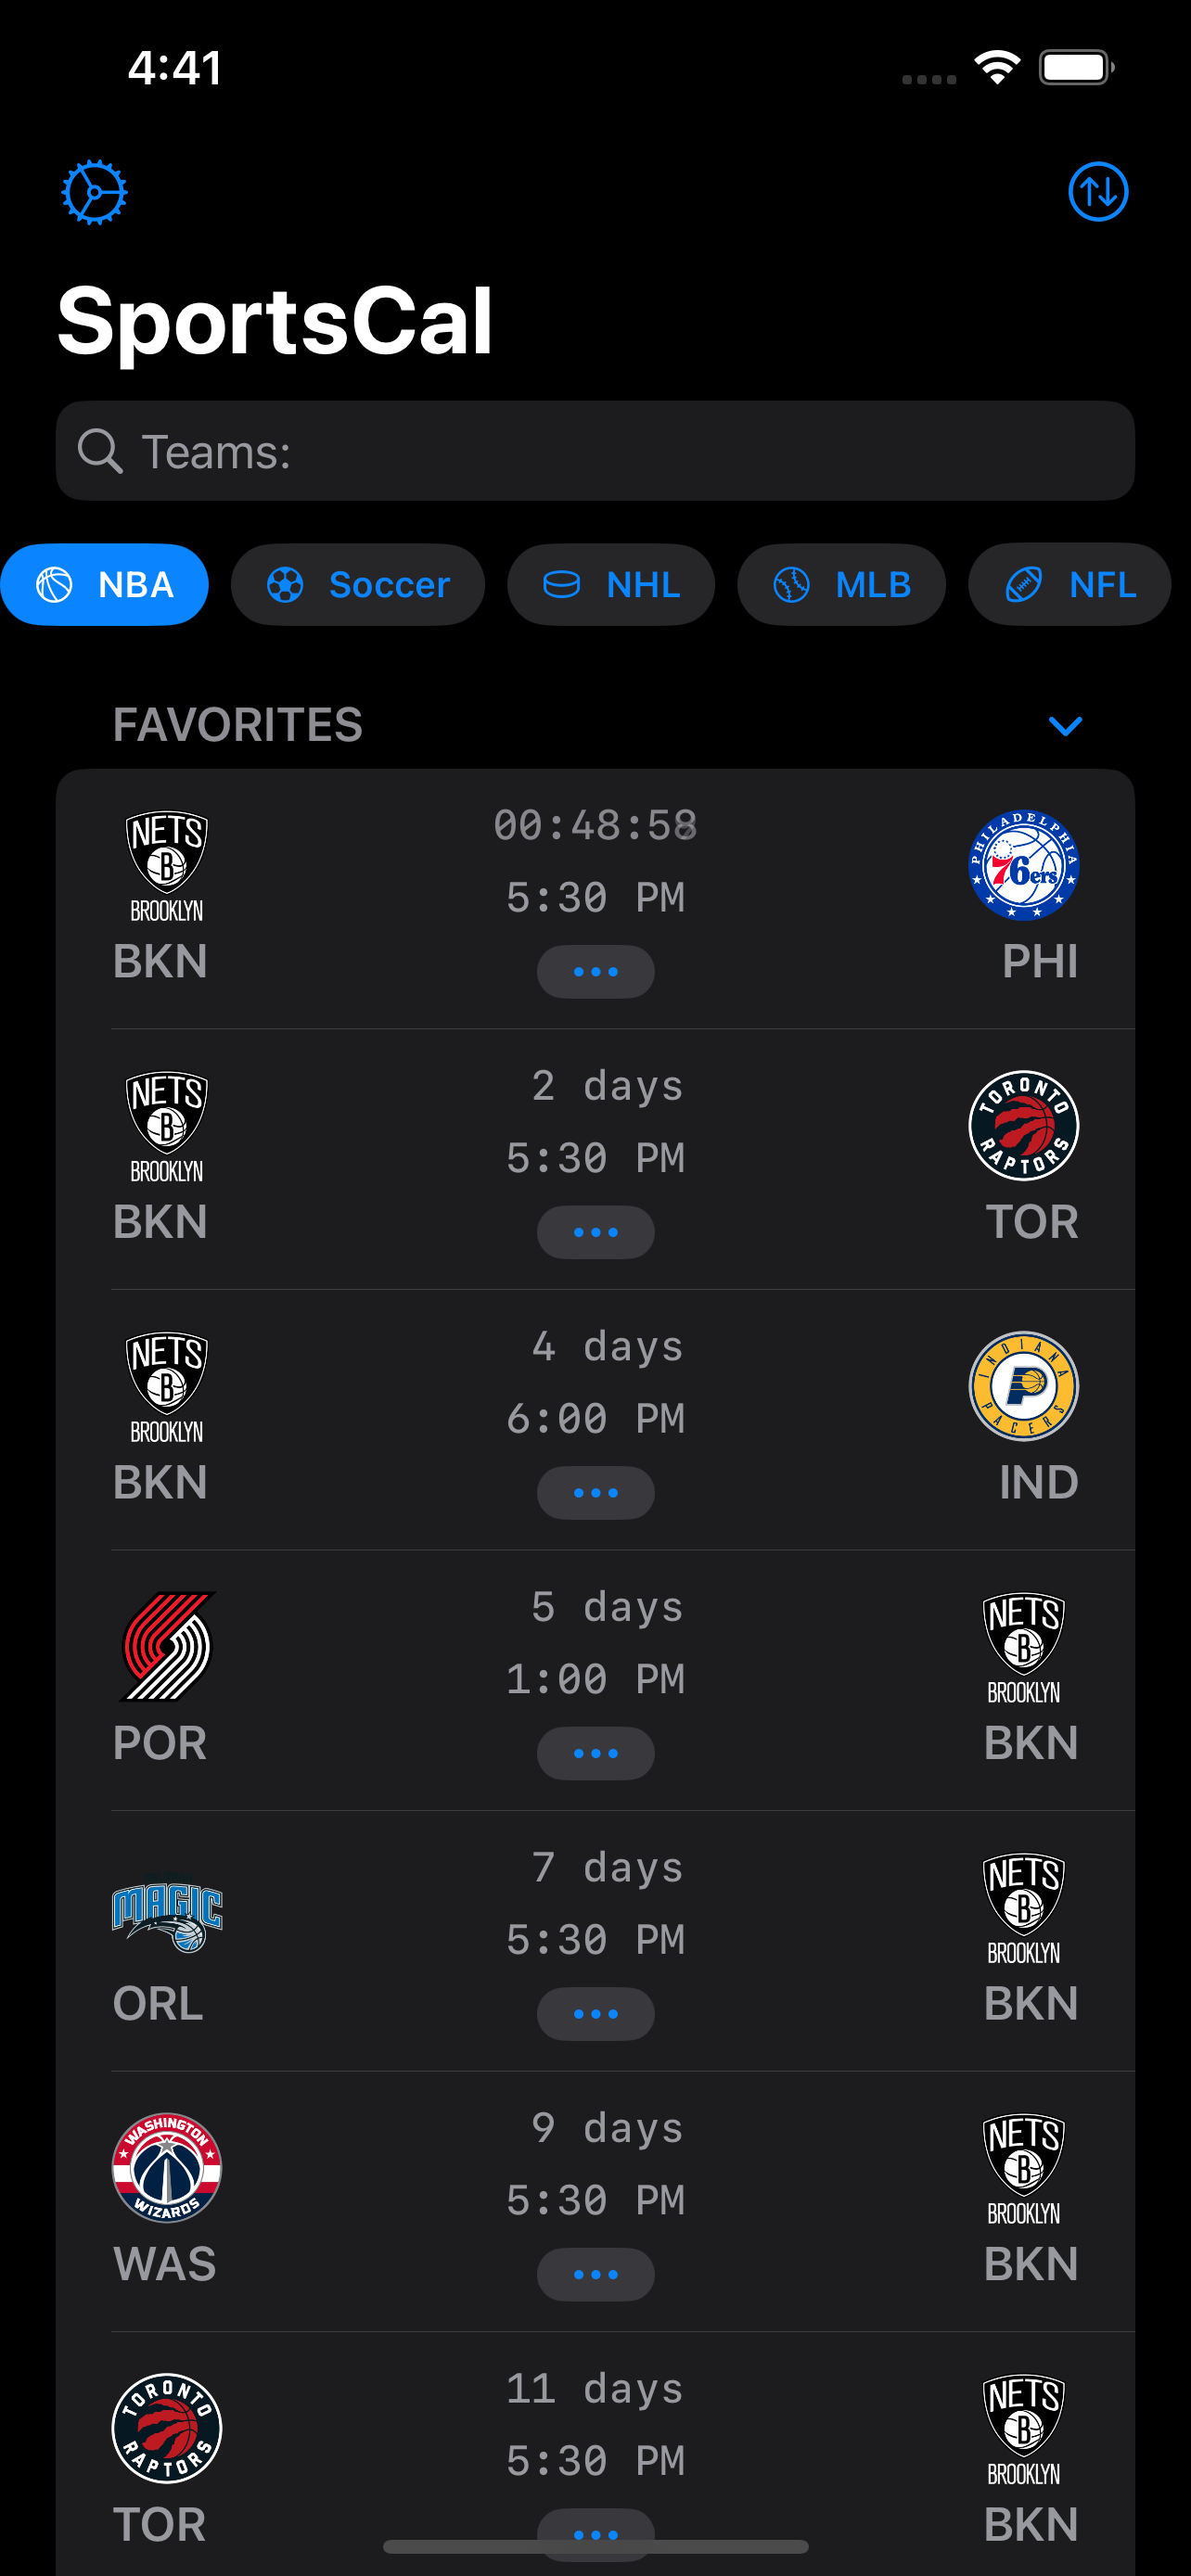 4:41
SportsCal
Teams:
NBA
Soccer
NHL
MLB
NFL
FAVORITES
NETS
B
BROOKLYN
BKN
00:48:58
5:30 PM
PHILADELPHIA
76ers
PHI
NETS
B
BROOKLYN
BKN
2 days
5:30 PM
TORONTO
RAPTORS
TOR
NETS
B
BROOKLYN
BKN
4 days
6:00 PM
INDIANA
P
PACERS
IND
POR
5 days
1:00 PM
NETS
B
BROOKLYN
BKN
MAGIC
ORL
7 days
5:30 PM
NETS
B
BROOKLYN
BKN
WASHINGTON
WIZARDS
WAS
9 days
5:30 PM
NETS
B
BROOKLYN
BKN
TORONTO
RAPTORS
TOR
11 days
5:30 PM
NETS
B
BROOKLYN
BKN